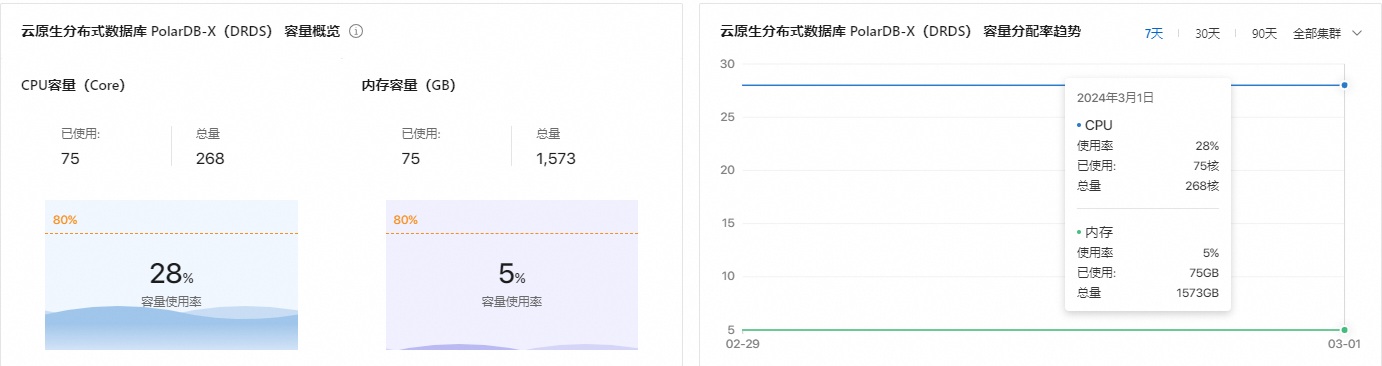 云原生分布式数据库 PolarDB-X（DRDS） 容量概览
CPU容量（Core）
内存容量（GB）
已使用:
总量
已使用:
总量
75
268
75
1,573
80%
80%
28%
5%
容量使用率
容量使用率
云原生分布式数据库 PolarDB-X（DRDS） 容量分配率趋势
7天
30天
90天
全部集群
30
25
20
15
10
5
02-29
03-01
2024年3月1日
CPU
使用率 28%
已使用: 75核
总量 268核
内存
使用率 5%
已使用: 75GB
总量 1573GB